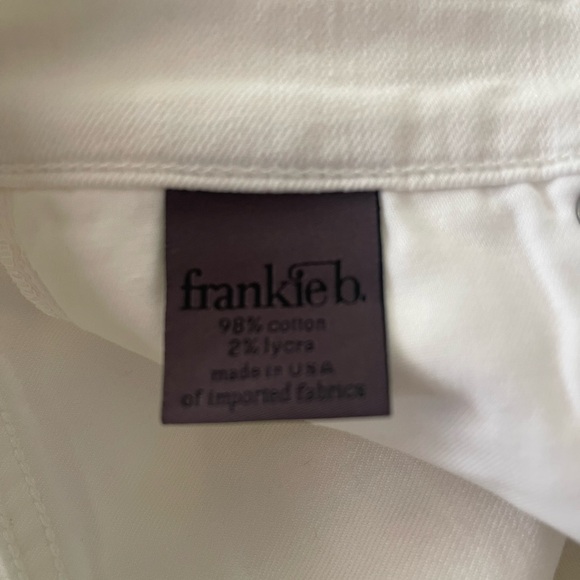 frankie b.
98% cotton
2% lycra
made in USA
of imported fabrics